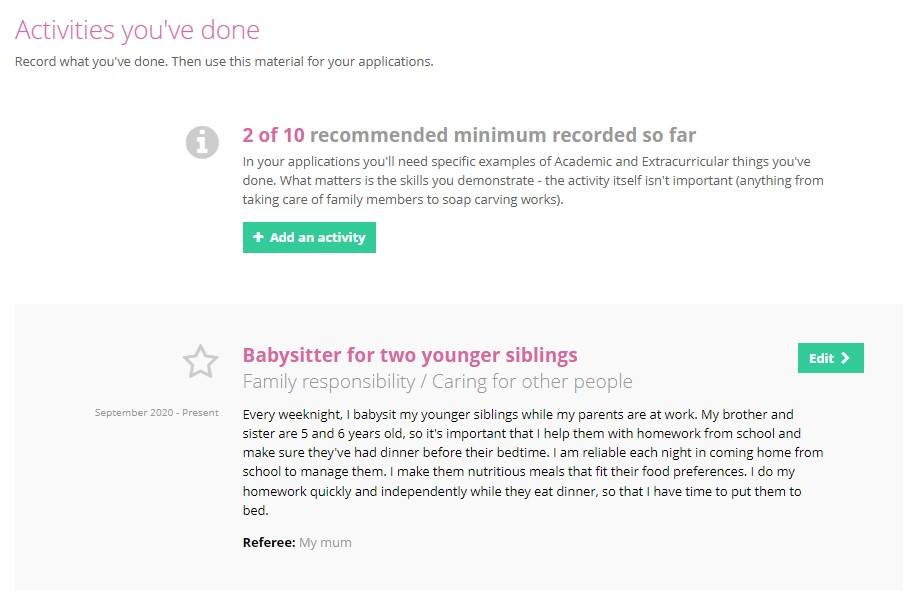 Activities you've done
Record what you've done. Then use this material for your applications.
2 of 10 recommended minimum recorded so far
In your applications you'll need specific examples of Academic and Extracurricular things you've
done. What matters is the skills you demonstrate - the activity itself isn't important (anything from
taking care of family members to soap carving works).
+ Add an activity
Babysitter for two younger siblings
Edit
Family responsibility / Caring for other people
September 2020 - Present
Every weeknight, I babysit my younger siblings while my parents are at work. My brother and
sister are 5 and 6 years old, so it's important that I help them with homework from school and
make sure they've had dinner before their bedtime. I am reliable each night in coming home from
school to manage them. I make them nutritious meals that fit their food preferences. I do my
homework quickly and independently while they eat dinner, so that I have time to put them to
bed.
Referee: My mum